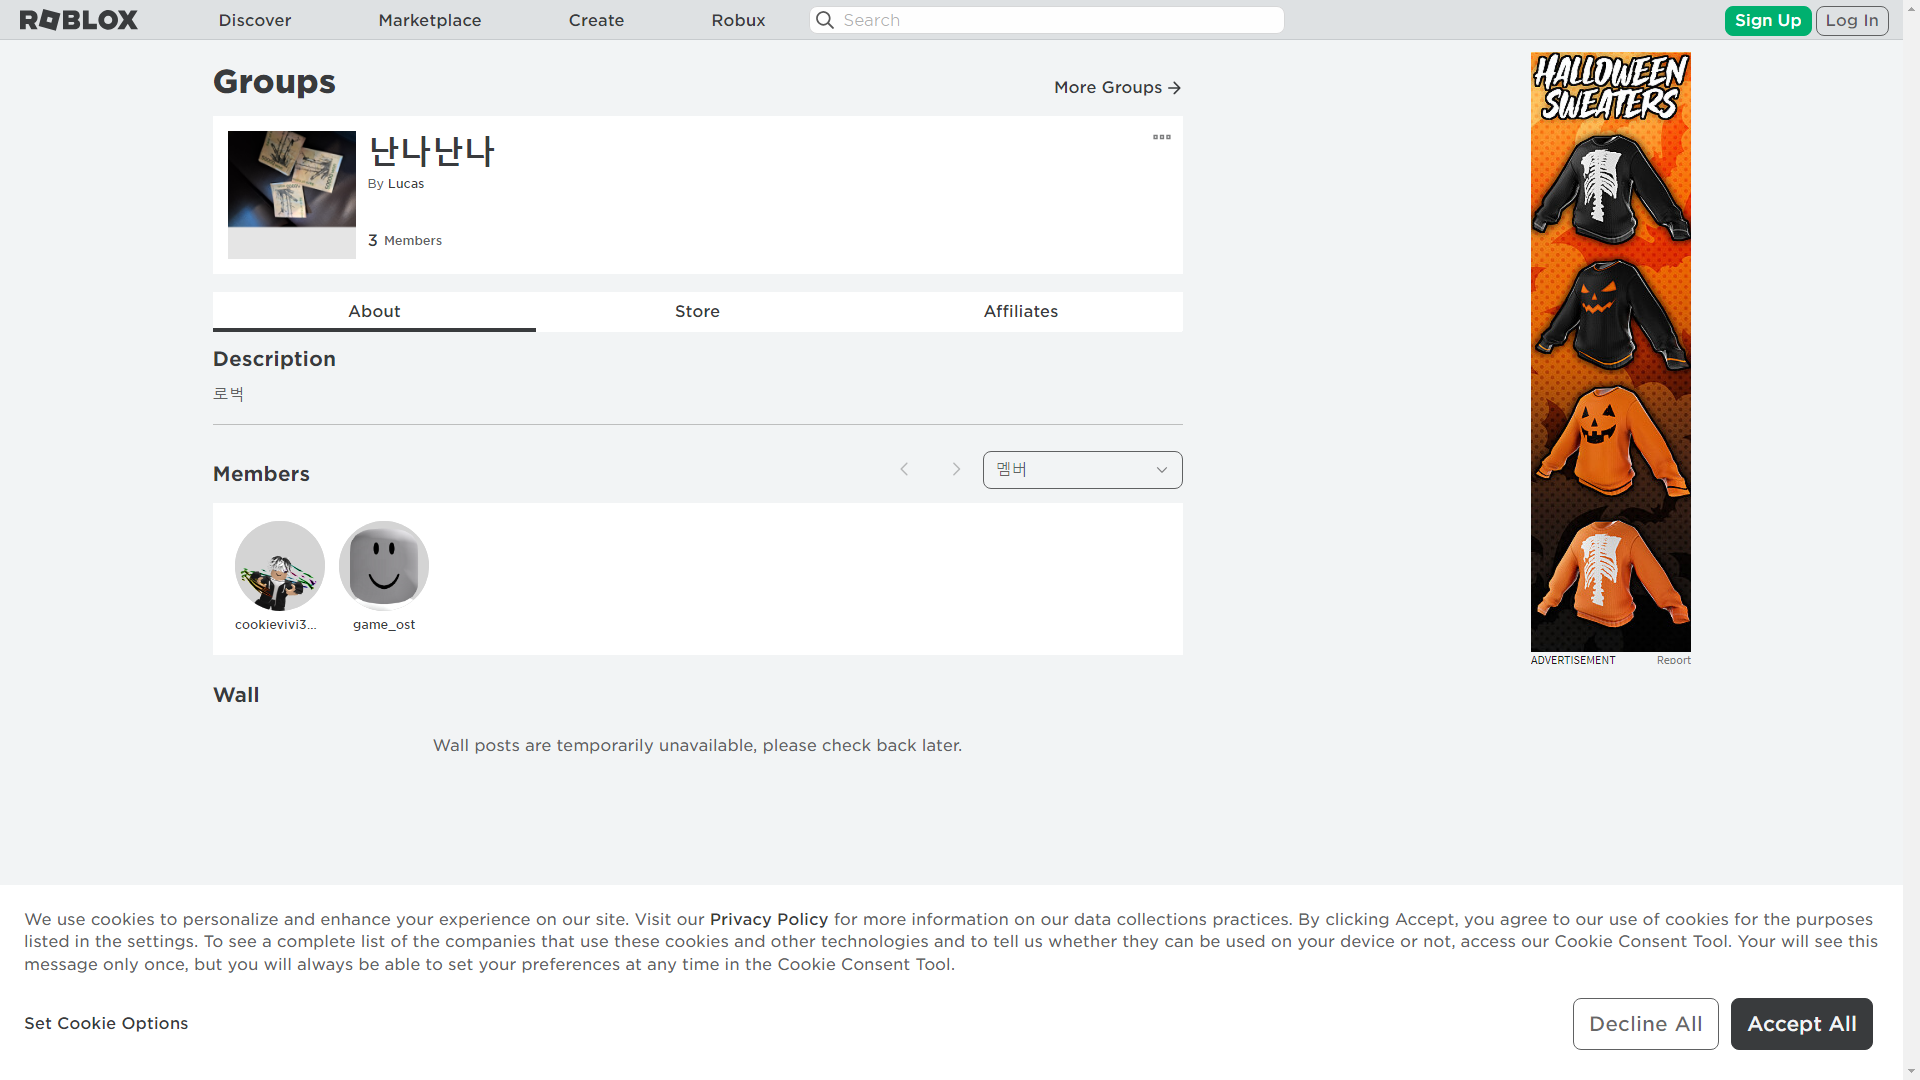 ROBLOX
Discover
Marketplace
Create
Robux
Search
Sign Up
Log In
Groups
More Groups
난나난나
By Lucas
3 Members
About
Store
Affiliates
Description
로벅
Members
멤버
cookievivi3...
game_ost
Wall
Wall posts are temporarily unavailable, please check back later.
HALLOWEEN
SWEATERS
ADVERTISEMENT
Report
We use cookies to personalize and enhance your experience on our site. Visit our Privacy Policy for more information on our data collections practices. By clicking Accept, you agree to our use of cookies for the purposes
listed in the settings. To see a complete list of the companies that use these cookies and other technologies and to tell us whether they can be used on your device or not, access our Cookie Consent Tool. Your will see this
message only once, but you will always be able to set your preferences at any time in the Cookie Consent Tool.
Set Cookie Options
Decline All
Accept All